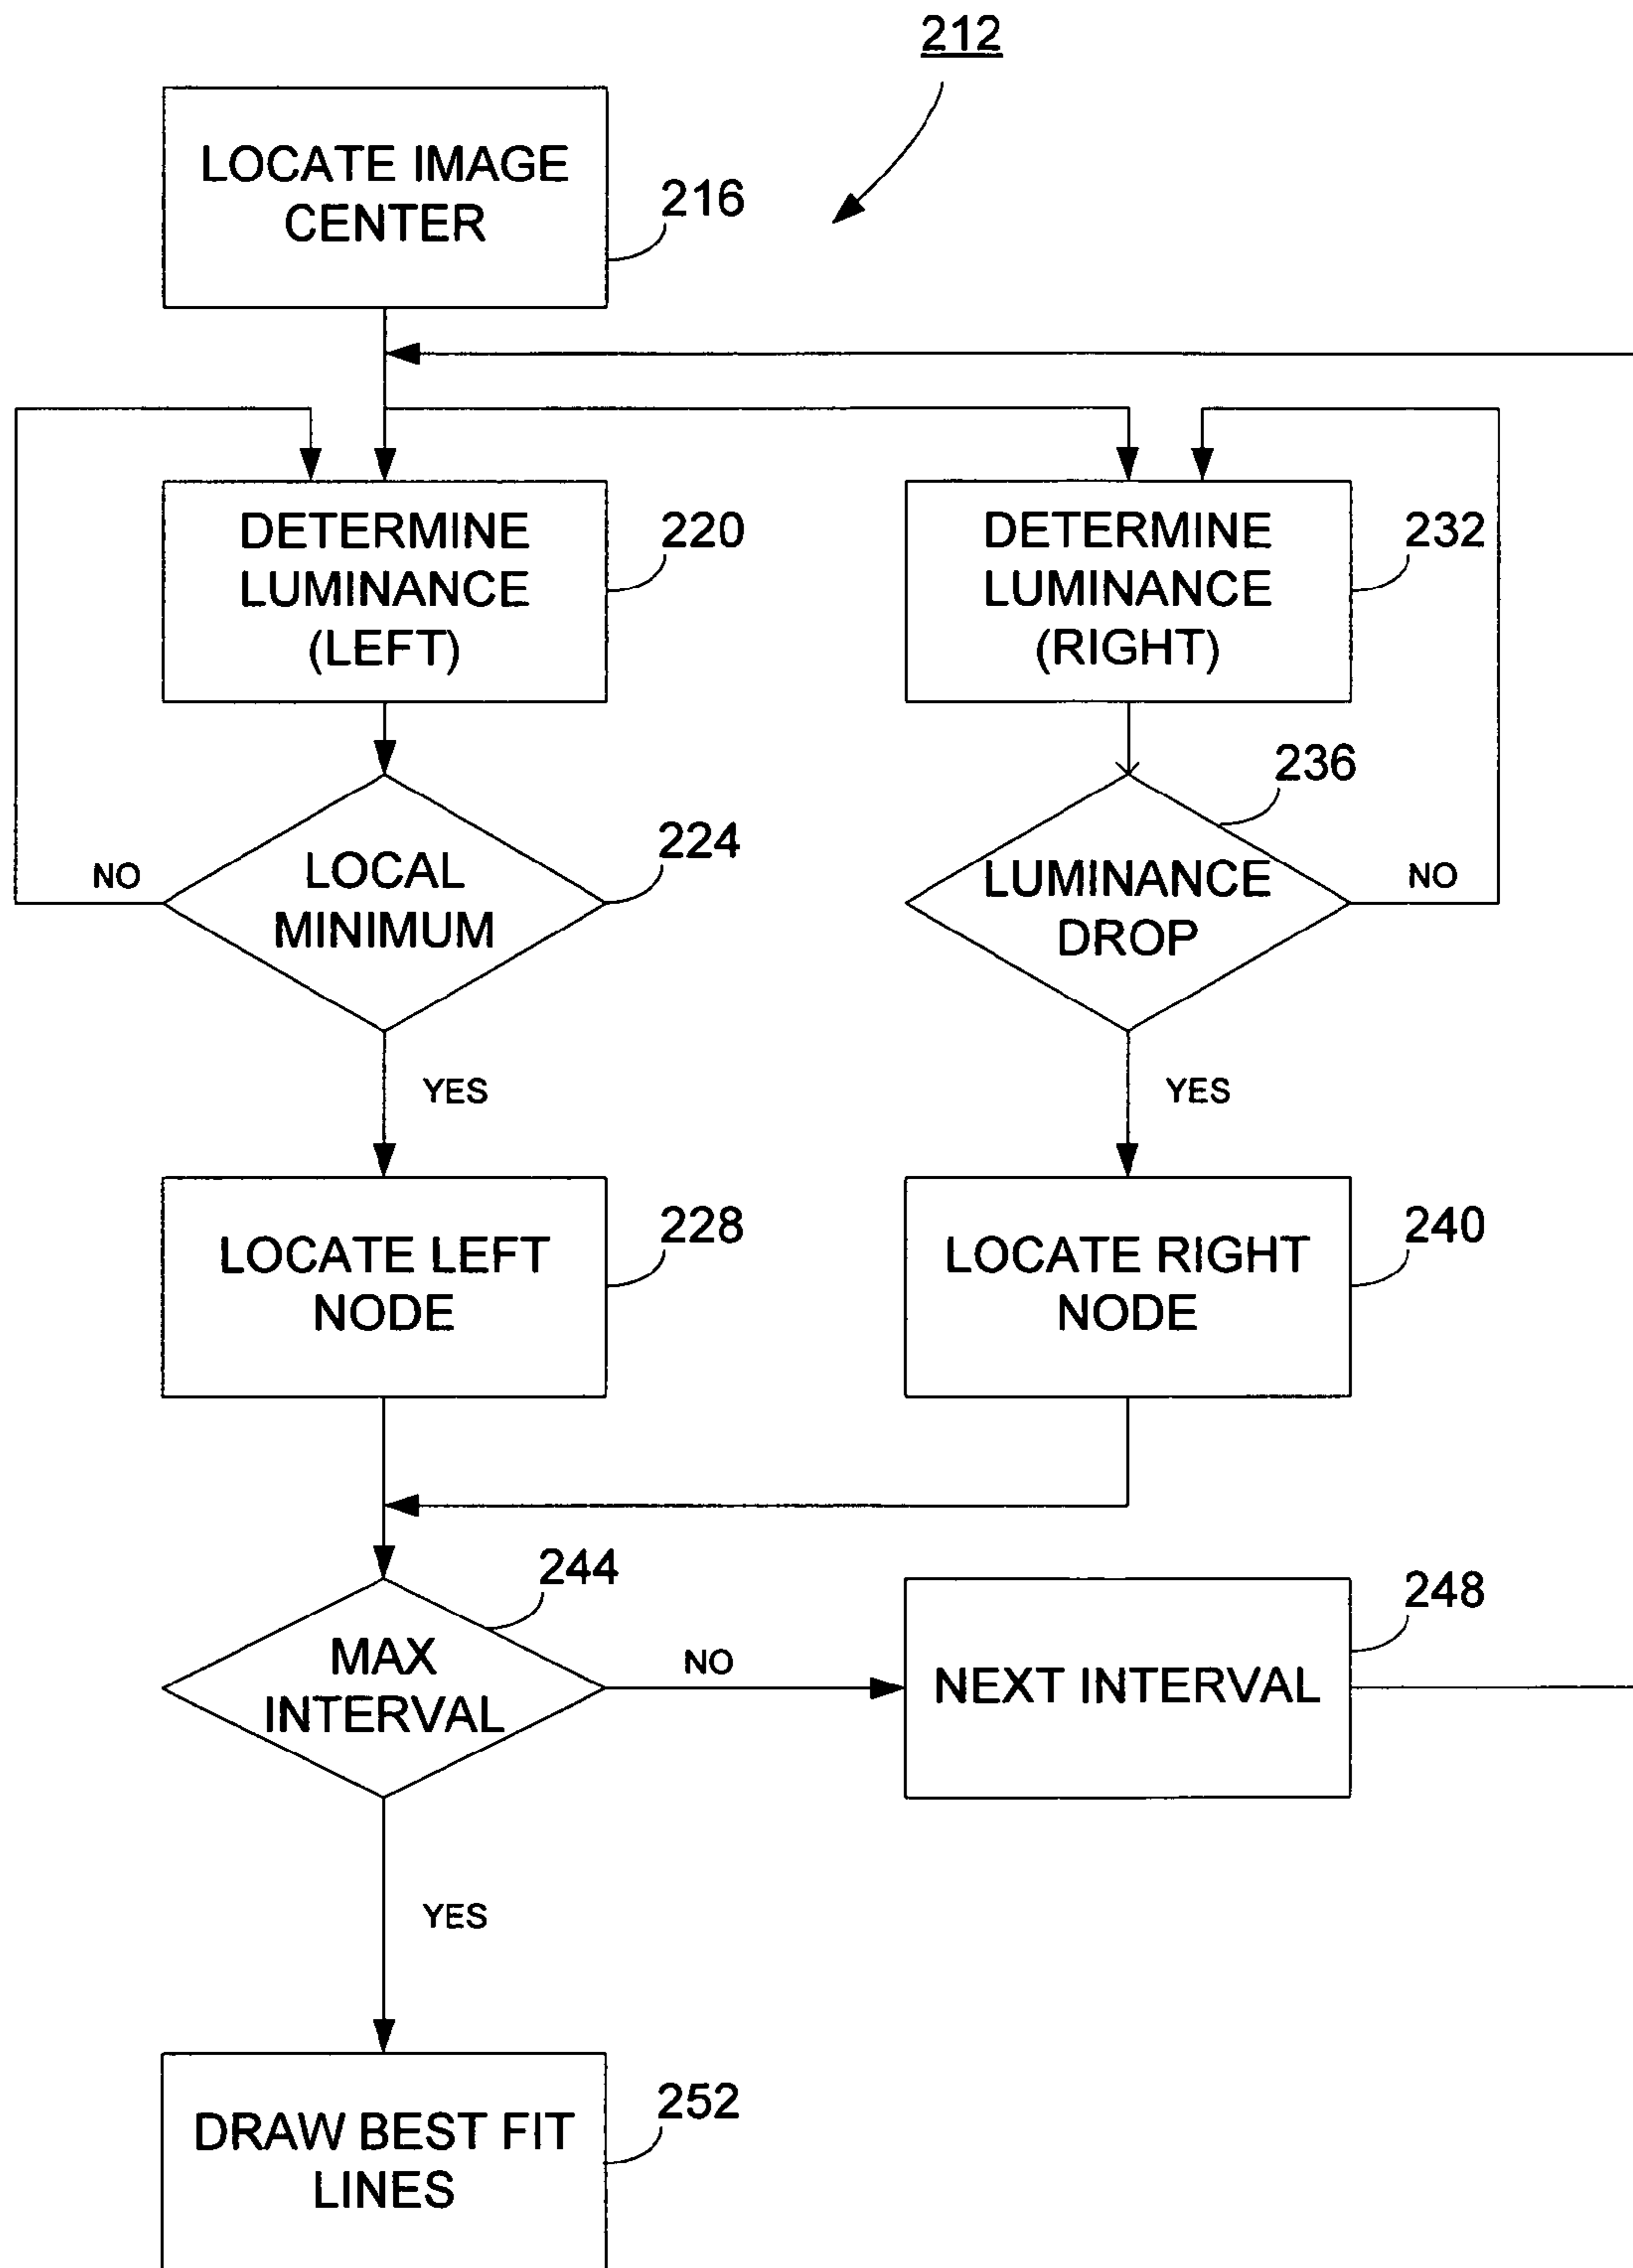 212
LOCATE IMAGE
CENTER
216
DETERMINE
LUMINANCE
(LEFT)
220
DETERMINE
LUMINANCE
(RIGHT)
232
LOCAL
MINIMUM
224
NO
YES
LUMINANCE
DROP
236
NO
YES
LOCATE LEFT
NODE
228
LOCATE RIGHT
NODE
240
MAX
INTERVAL
244
NO
NEXT INTERVAL
248
YES
DRAW BEST FIT
LINES
252